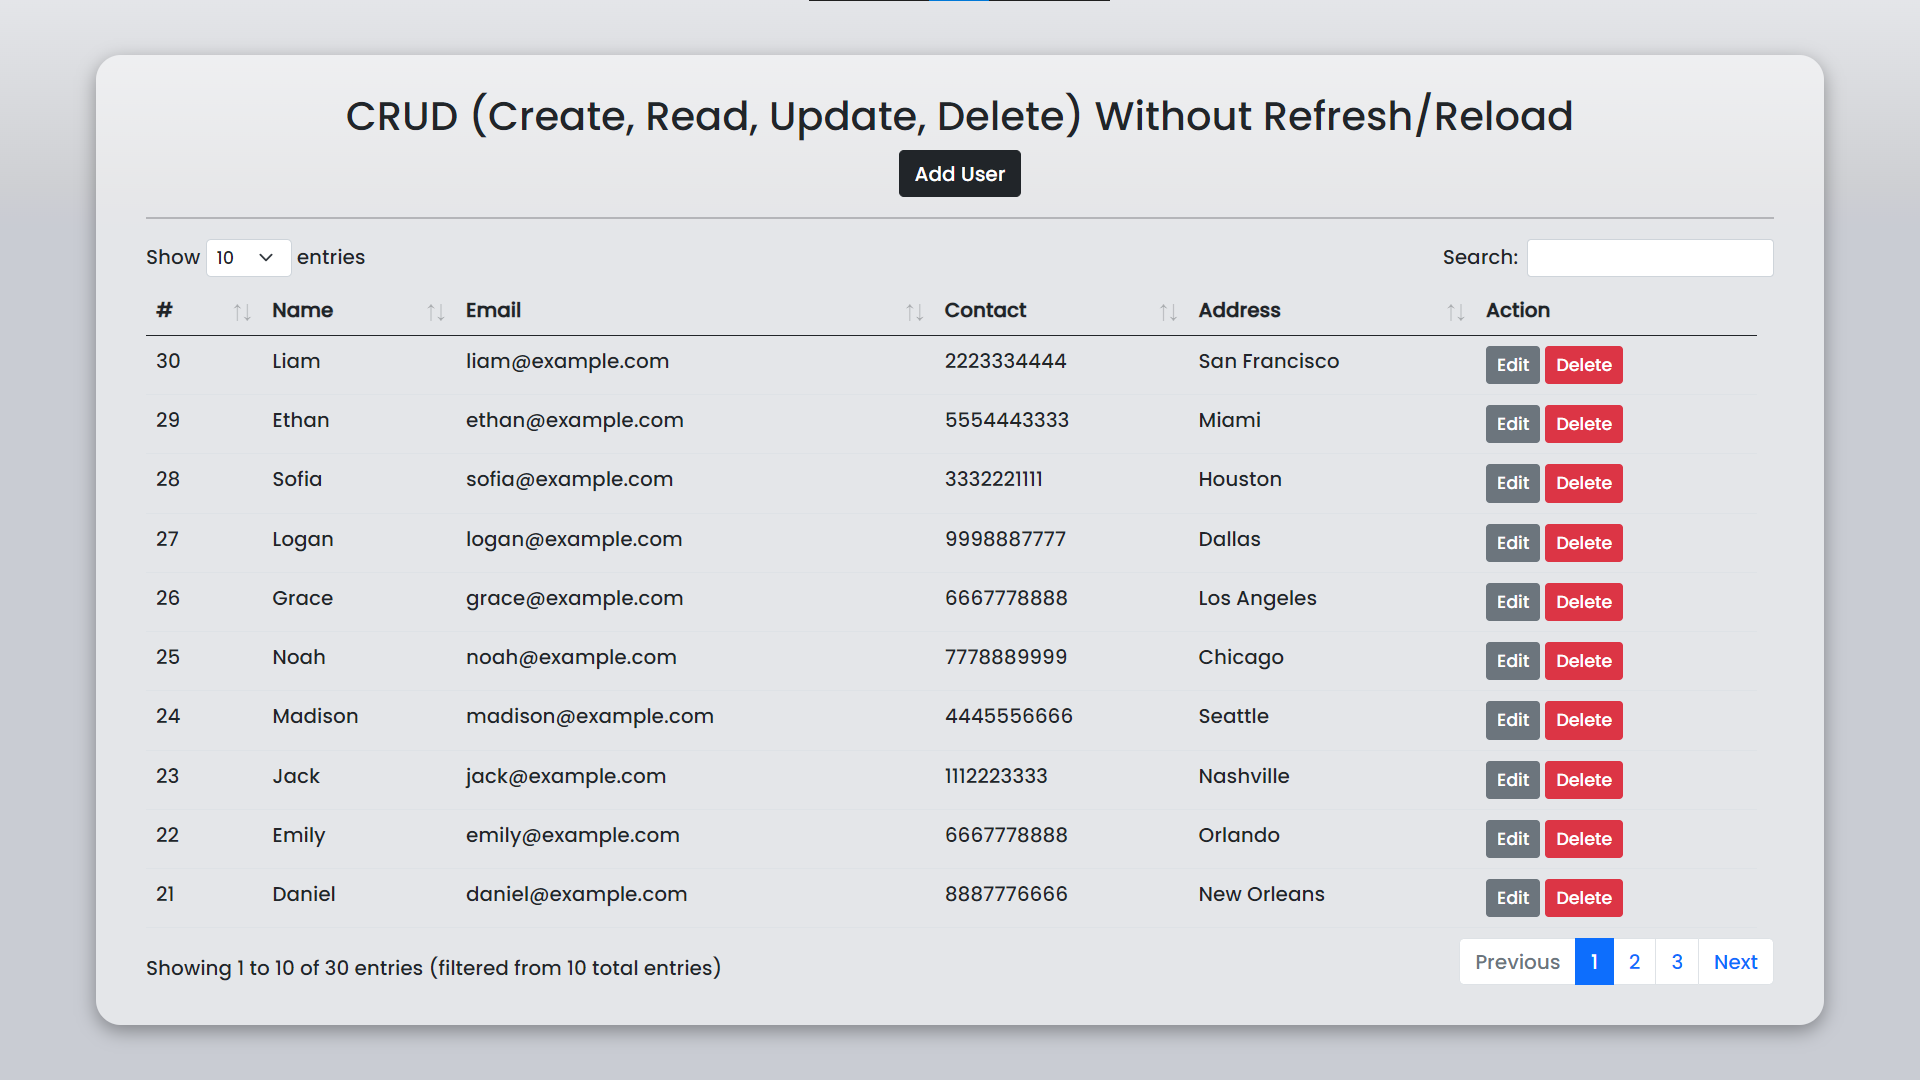 CRUD (Create, Read, Update, Delete) Without Refresh/Reload
Add User
Show 10 entries Search:
# Name Email Contact Address Action
30 Liam liam@example.com 2223334444 San Francisco Edit Delete
29 Ethan ethan@example.com 5554443333 Miami Edit Delete
28 Sofia sofia@example.com 3332221111 Houston Edit Delete
27 Logan logan@example.com 9998887777 Dallas Edit Delete
26 Grace grace@example.com 6667778888 Los Angeles Edit Delete
25 Noah noah@example.com 7778889999 Chicago Edit Delete
24 Madison madison@example.com 4445556666 Seattle Edit Delete
23 Jack jack@example.com 1112223333 Nashville Edit Delete
22 Emily emily@example.com 6667778888 Orlando Edit Delete
21 Daniel daniel@example.com 8887776666 New Orleans Edit Delete
Showing 1 to 10 of 30 entries (filtered from 10 total entries) Previous 1 2 3 Next